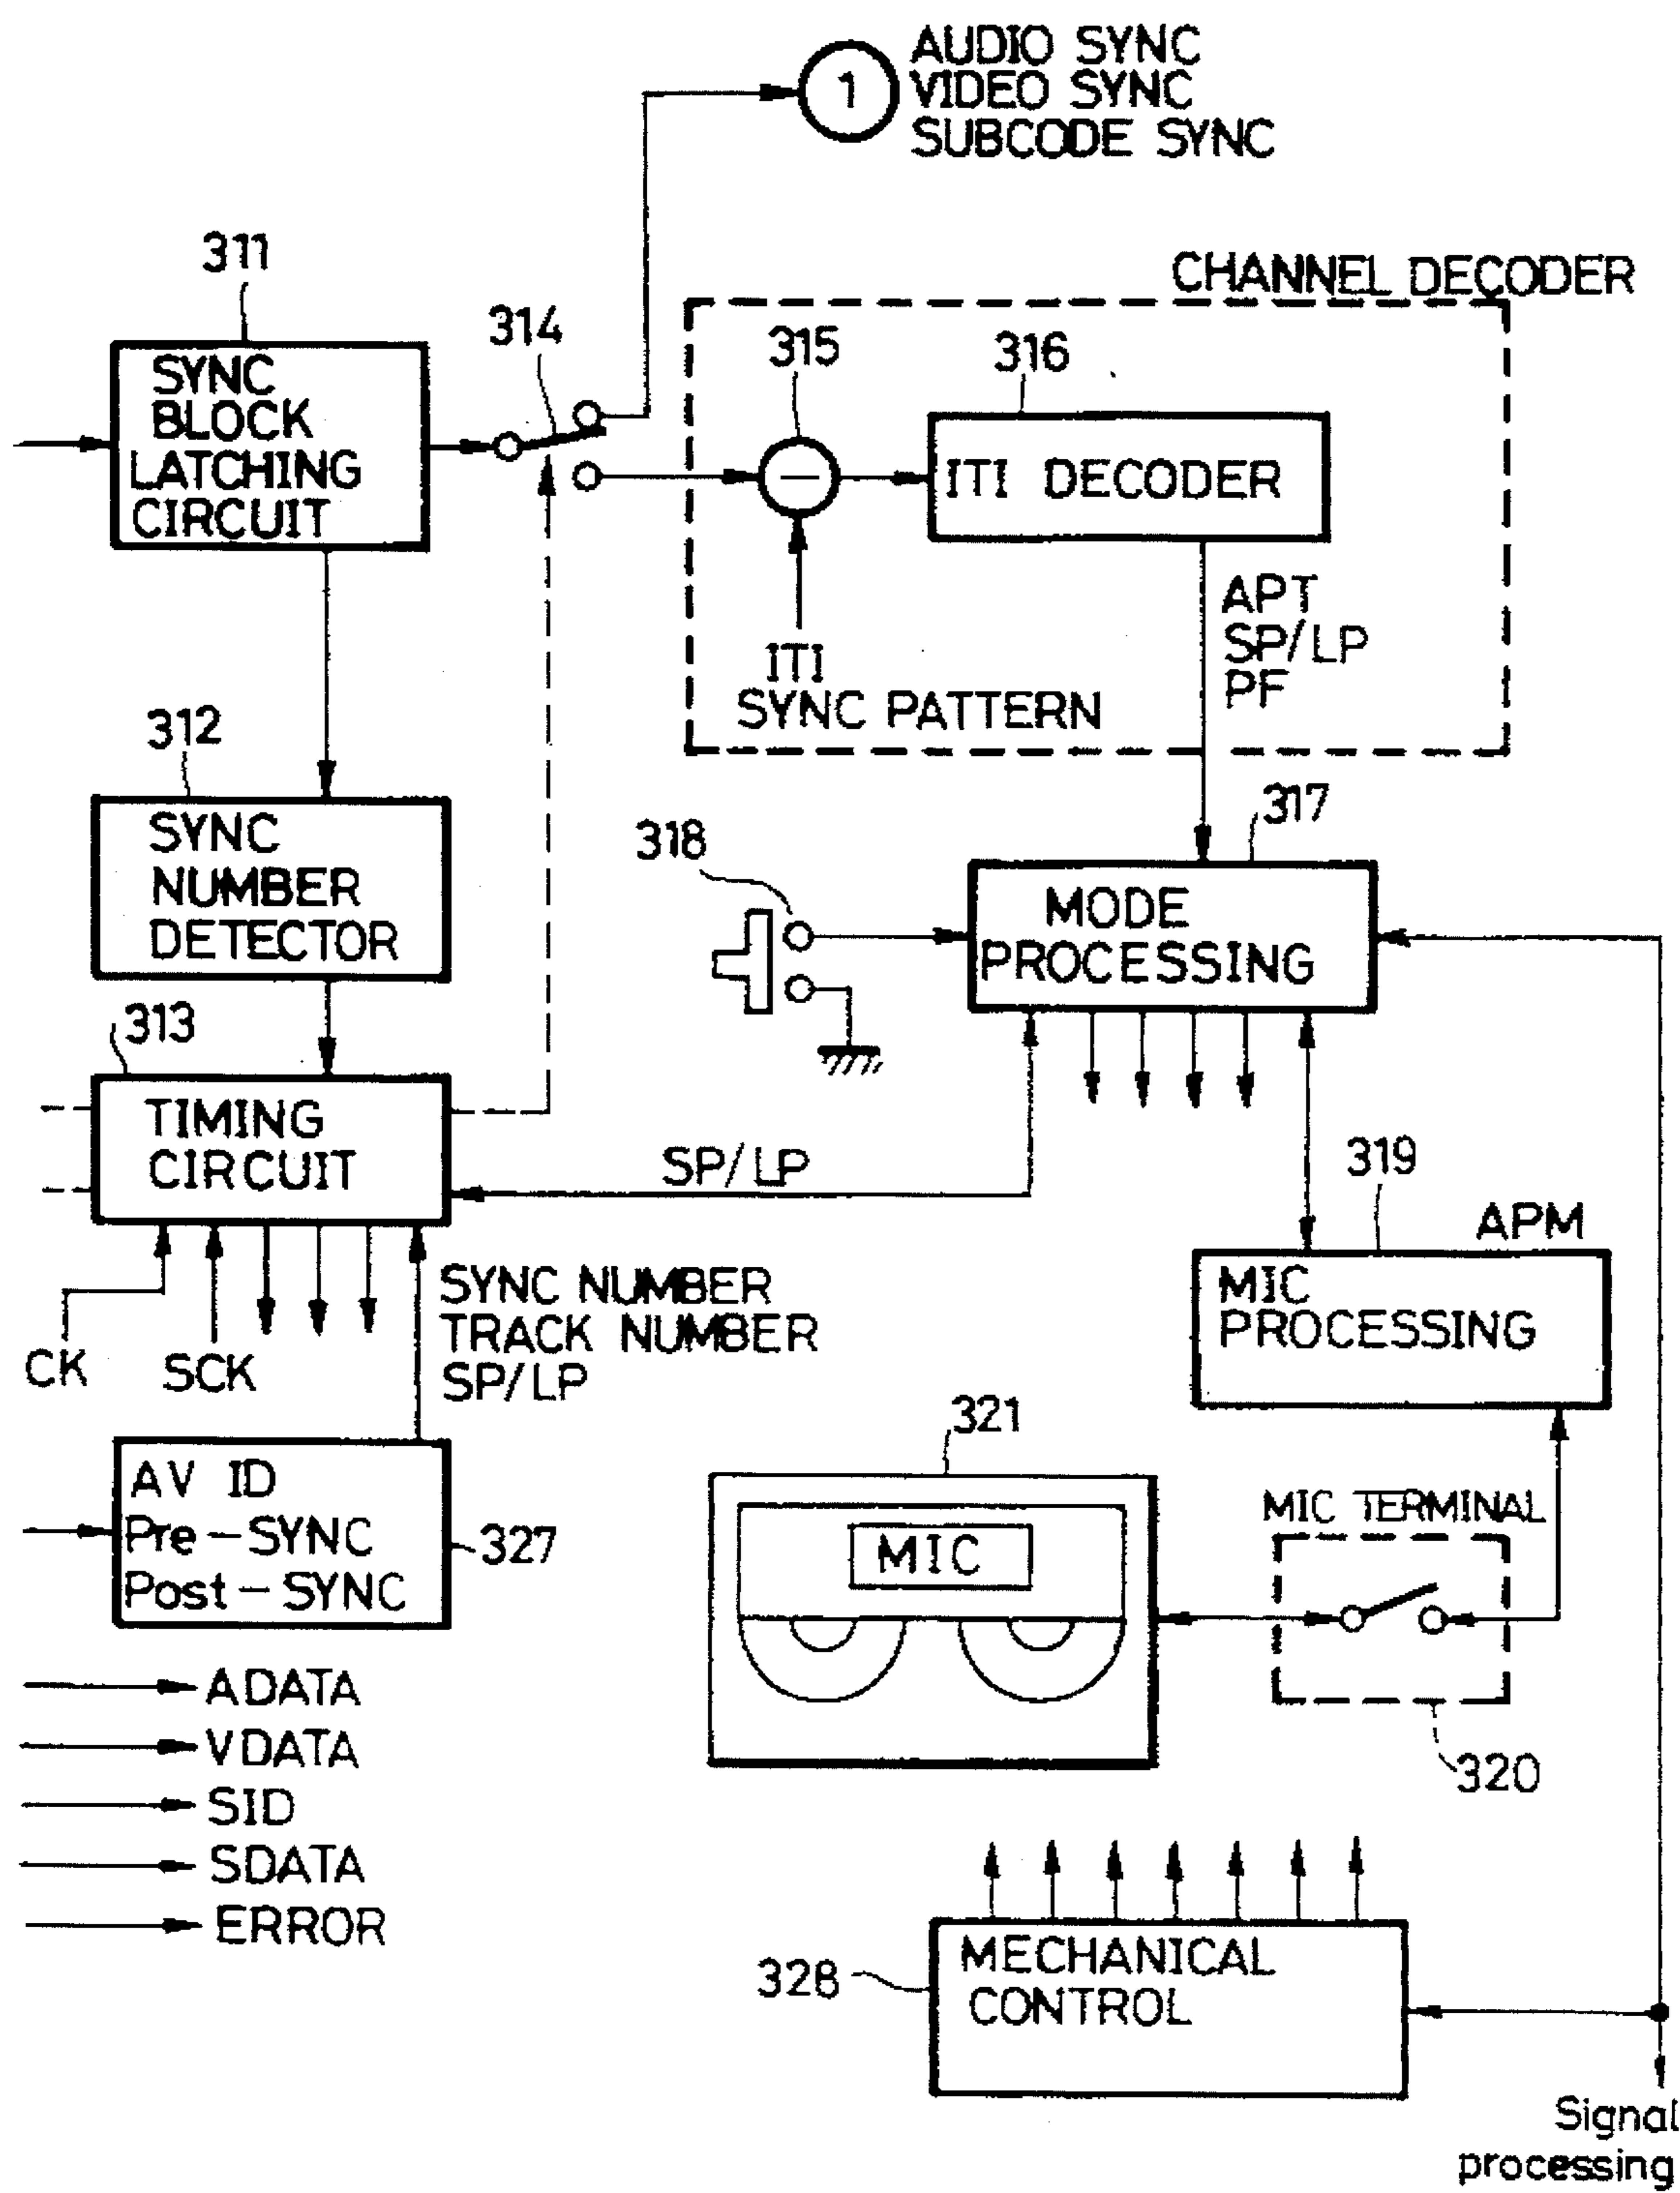 1
AUDIO SYNC
VIDEO SYNC
SUBCODE SYNC
311
SYNC
BLOCK
LATCHING
CIRCUIT
314
CHANNEL DECODER
315
316
−
ITI DECODER
ITI
SYNC PATTERN
APT
SP/LP
PF
312
SYNC
NUMBER
DETECTOR
317
318
MODE
PROCESSING
313
TIMING
CIRCUIT
SP/LP
319
APM
MIC
PROCESSING
CK
SCK
SYNC NUMBER
TRACK NUMBER
SP/LP
AV ID
Pre-SYNC
Post-SYNC
327
321
MIC
MIC TERMINAL
320
ADATA
VDATA
SID
SDATA
ERROR
328
MECHANICAL
CONTROL
Signal
processing